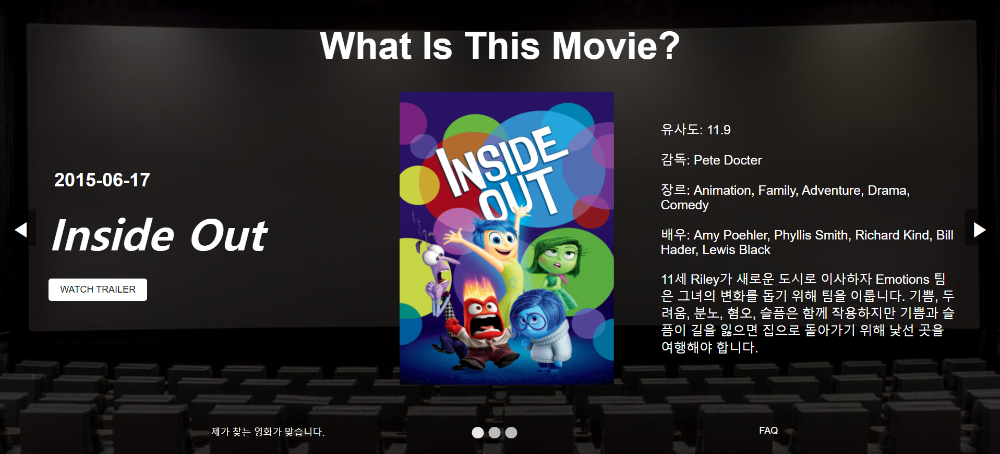 What Is This Movie?
2015-06-17
Inside Out
WATCH TRAILER
INSIDE
OUT
유사도: 11.9
감독: Pete Docter
장르: Animation, Family, Adventure, Drama,
Comedy
배우: Amy Poehler, Phyllis Smith, Richard Kind, Bill
Hader, Lewis Black
11세 Riley가 새로운 도시로 이사하자 Emotions 팀
은 그녀의 변화를 돕기 위해 팀을 이룹니다. 기쁨, 두
려움, 분노, 혐오, 슬픔은 함께 작용하지만 기쁨과 슬
픔이 길을 잃으면 집으로 돌아가기 위해 낯선 곳을
여행해야 합니다.
제가 찾는 영화가 맞습니다.
FAQ